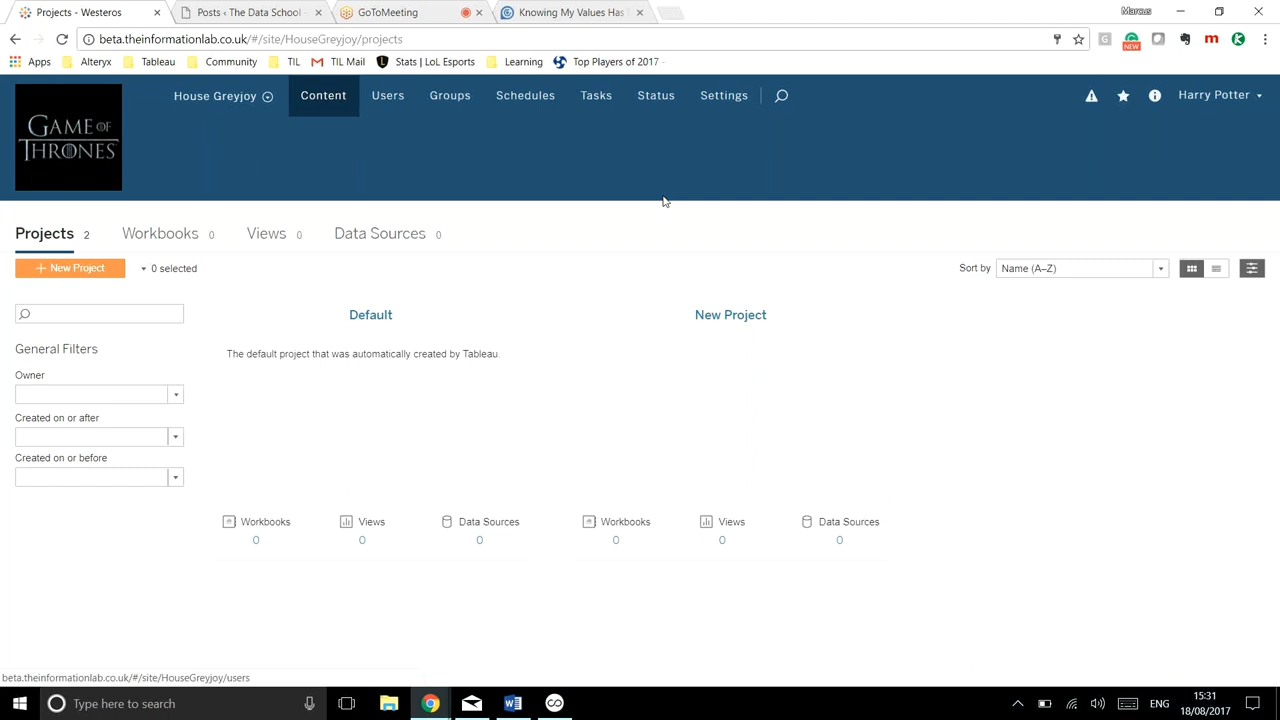 Projects - Westeros
Posts ‹ The Data School
GoToMeeting
Knowing My Values Has
Marcus
beta.theinformationlab.co.uk/#/site/HouseGreyjoy/projects
Apps
Alteryx
Tableau
Community
TIL
TIL Mail
Stats | LoL Esports
Learning
Top Players of 2017
NEW
GAME OF
THRONES
House Greyjoy
Content
Users
Groups
Schedules
Tasks
Status
Settings
Harry Potter
Projects 2
Workbooks 0
Views 0
Data Sources 0
+ New Project
0 selected
Sort by
Name (A–Z)
General Filters
Owner
Created on or after
Created on or before
Default
The default project that was automatically created by Tableau.
Workbooks
0
Views
0
Data Sources
0
New Project
Workbooks
0
Views
0
Data Sources
0
beta.theinformationlab.co.uk/#/site/HouseGreyjoy/users
Type here to search
ENG
15:31
18/08/2017